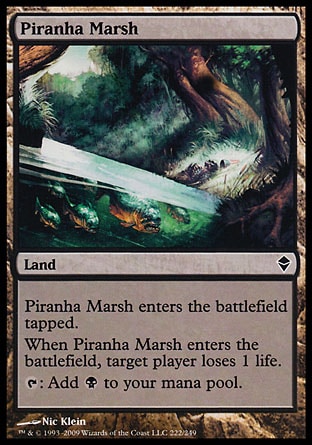 Piranha Marsh
Land
Piranha Marsh enters the battlefield
tapped.
When Piranha Marsh enters the
battlefield, target player loses 1 life.
: Add to your mana pool.
Nic Klein
™ & © 1993-2009 Wizards of the Coast LLC 222/249